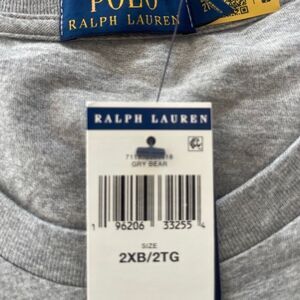 POLO
RALPH LAUREN
RALPH LAUREN
GRY BEAR
1 96206 33255 4
SIZE
2XB/2TG